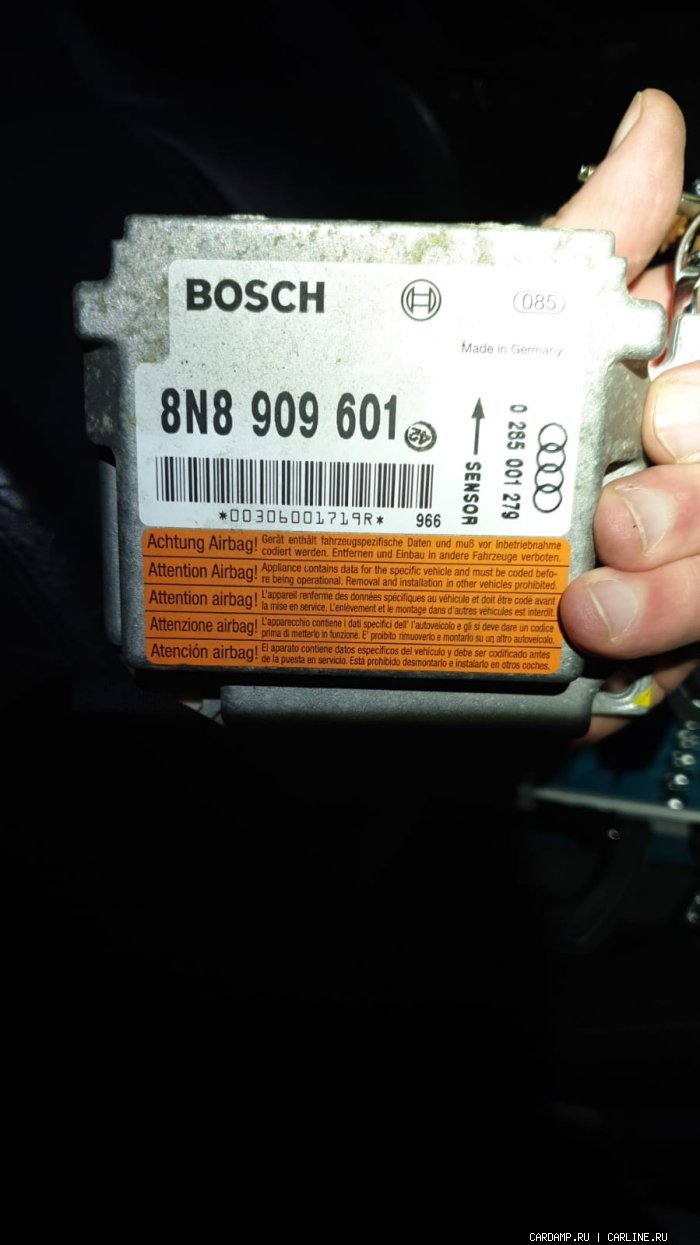 BOSCH
085
Made in Germany
8N8 909 601
SENSOR
0 285 001 279
*00306001719R*
966
Achtung Airbag! Gerät enthält fahrzeugspezifische Daten und muß vor Inbetriebnahme
codiert werden. Entfernen und Einbau in andere Fahrzeuge verboten.
Attention Airbag! Appliance contains data for the specific vehicle and must be coded befo-
re being operational. Removal and installation in other vehicles prohibited.
Attention airbag! L'appareil renferme des données spécifiques au véhicule et doit être codé avant
la mise en service. L'enlèvement et le montage dans d'autres véhicules est interdit.
Attenzione airbag! L'apparecchio contiene i dati specifici dell' l'autoveicolo e gli si deve dare un codice
prima di metterlo in funzione. E' proibito rimuoverlo e montarlo su un altro autoveicolo.
Atención airbag! El aparato contiene datos especificos del vehículo y debe ser codificado antes
de la puesta en servicio. Está prohibido desmontarlo e instalarlo en otros coches.
CARDAMP.RU | CARLINE.RU